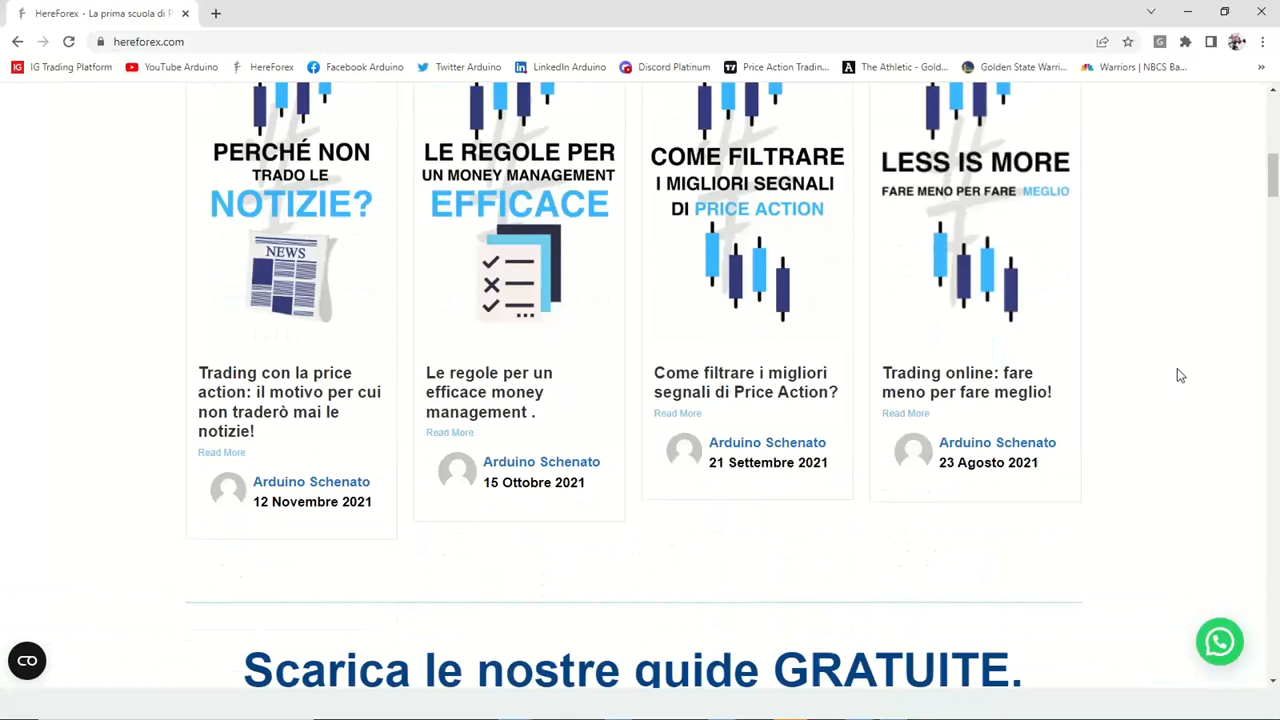 HereForex - La prima scuola di P
hereforex.com
IG Trading Platform
YouTube Arduino
HereForex
Facebook Arduino
Twitter Arduino
LinkedIn Arduino
Discord Platinum
Price Action Tradin...
The Athletic - Gold...
Golden State Warri...
Warriors | NBCS Ba...
»
PERCHÉ NON
TRADO LE
NOTIZIE?
NEWS
Trading con la price
action: il motivo per cui
non traderò mai le
notizie!
Read More
Arduino Schenato
12 Novembre 2021
LE REGOLE PER
UN MONEY MANAGEMENT
EFFICACE
Le regole per un
efficace money
management .
Read More
Arduino Schenato
15 Ottobre 2021
COME FILTRARE
I MIGLIORI SEGNALI
DI PRICE ACTION
Come filtrare i migliori
segnali di Price Action?
Read More
Arduino Schenato
21 Settembre 2021
LESS IS MORE
FARE MENO PER FARE MEGLIO
Trading online: fare
meno per fare meglio!
Read More
Arduino Schenato
23 Agosto 2021
Scarica le nostre guide GRATUITE.